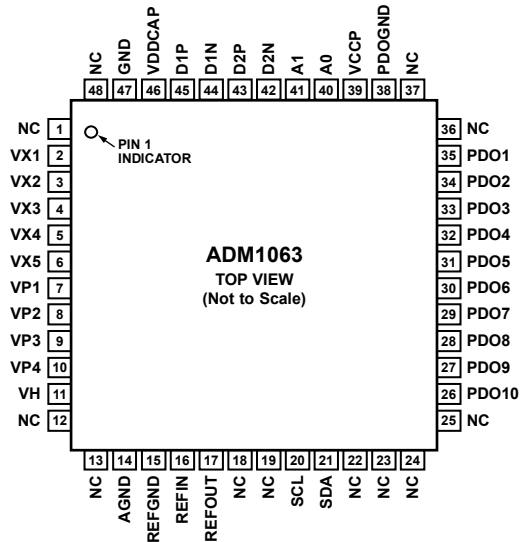 NC
GND
VDDCAP
D1P
D1N
D2P
D2N
A1
A0
VCCP
PDOGND
NC
48
47
46
45
44
43
42
41
40
39
38
37
NC 1
VX1 2
VX2 3
VX3 4
VX4 5
VX5 6
VP1 7
VP2 8
VP3 9
VP4 10
VH 11
NC 12
PIN 1
INDICATOR
ADM1063
TOP VIEW
(Not to Scale)
36 NC
35 PDO1
34 PDO2
33 PDO3
32 PDO4
31 PDO5
30 PDO6
29 PDO7
28 PDO8
27 PDO9
26 PDO10
25 NC
13
14
15
16
17
18
19
20
21
22
23
24
NC
AGND
REFGND
REFIN
REFOUT
NC
NC
SCL
SDA
NC
NC
NC